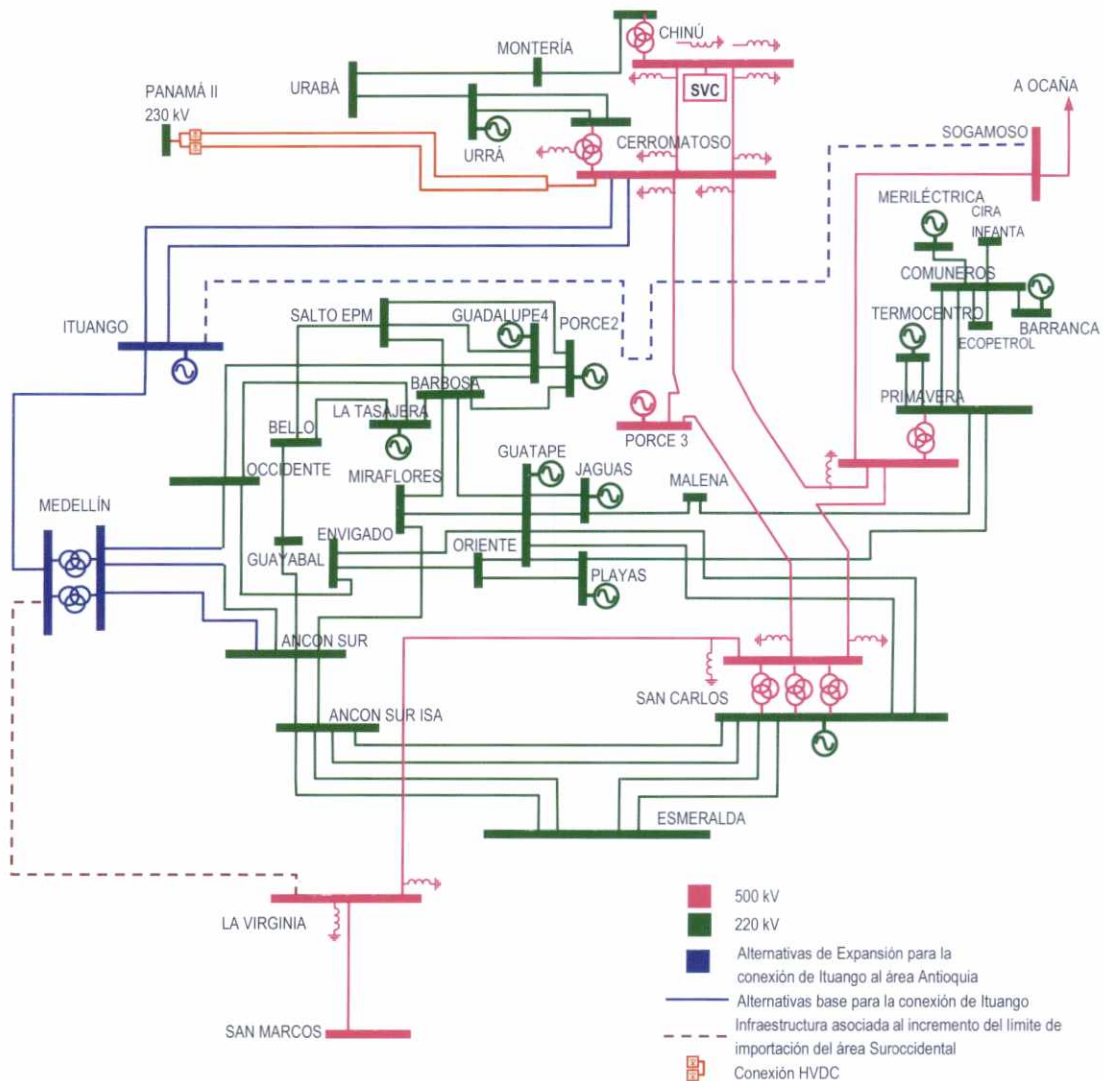 CHINÚ
MONTERÍA
URABÀ
SVC
PANAMÁ II
230 kV
A OCAÑA
SOGAMOSO
URRÁ
CERROMATOSO
MERILÉCTRICA
CIRA
INFANTA
COMUNEROS
TERMOCENTRO
BARRANCA
ECOPETROL
SALTO EPM
GUADALUPE4
PORCE2
ITUANGO
BARBOSA
LA TASAJERA
PRIMAVERA
BELLO
PORCE 3
OCCIDENTE
GUATAPE
MIRAFLORES
JAGUAS
MALENA
MEDELLÍN
ENVIGADO
ORIENTE
GUAYABAL
PLAYAS
ANCON SUR
SAN CARLOS
ANCON SUR ISA
ESMERALDA
LA VIRGINIA
SAN MARCOS
500 kV
220 kV
Alternativas de Expansión para la
conexión de Ituango al área Antioquia
Alternativas base para la conexión de Ituango
Infraestructura asociada al incremento del límite de
importación del área Suroccidental
Conexión HVDC